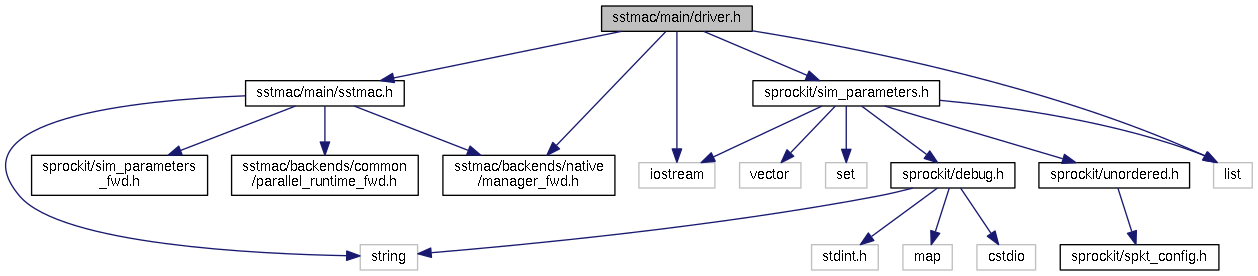 sstmac/main/driver.h
sstmac/main/sstmac.h
sprockit/sim_parameters.h
sprockit/sim_parameters
_fwd.h
sstmac/backends/common
/parallel_runtime_fwd.h
sstmac/backends/native
/manager_fwd.h
iostream
vector
set
sprockit/debug.h
sprockit/unordered.h
list
string
stdint.h
map
cstdio
sprockit/spkt_config.h